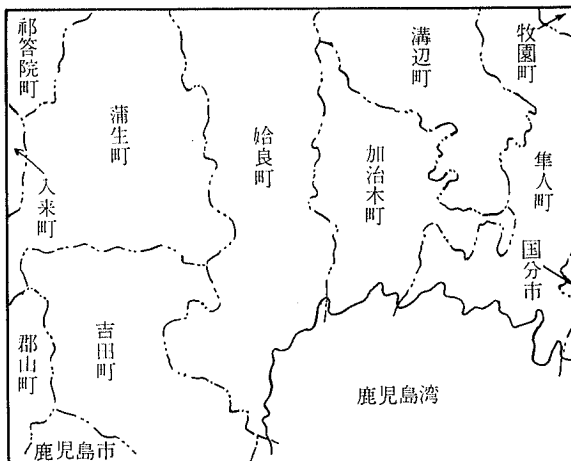 祁答院町
蒲生町
入来町
姶良町
溝辺町
牧園町
加治木町
隼人町
国分市
郡山町
吉田町
鹿児島市
鹿児島湾